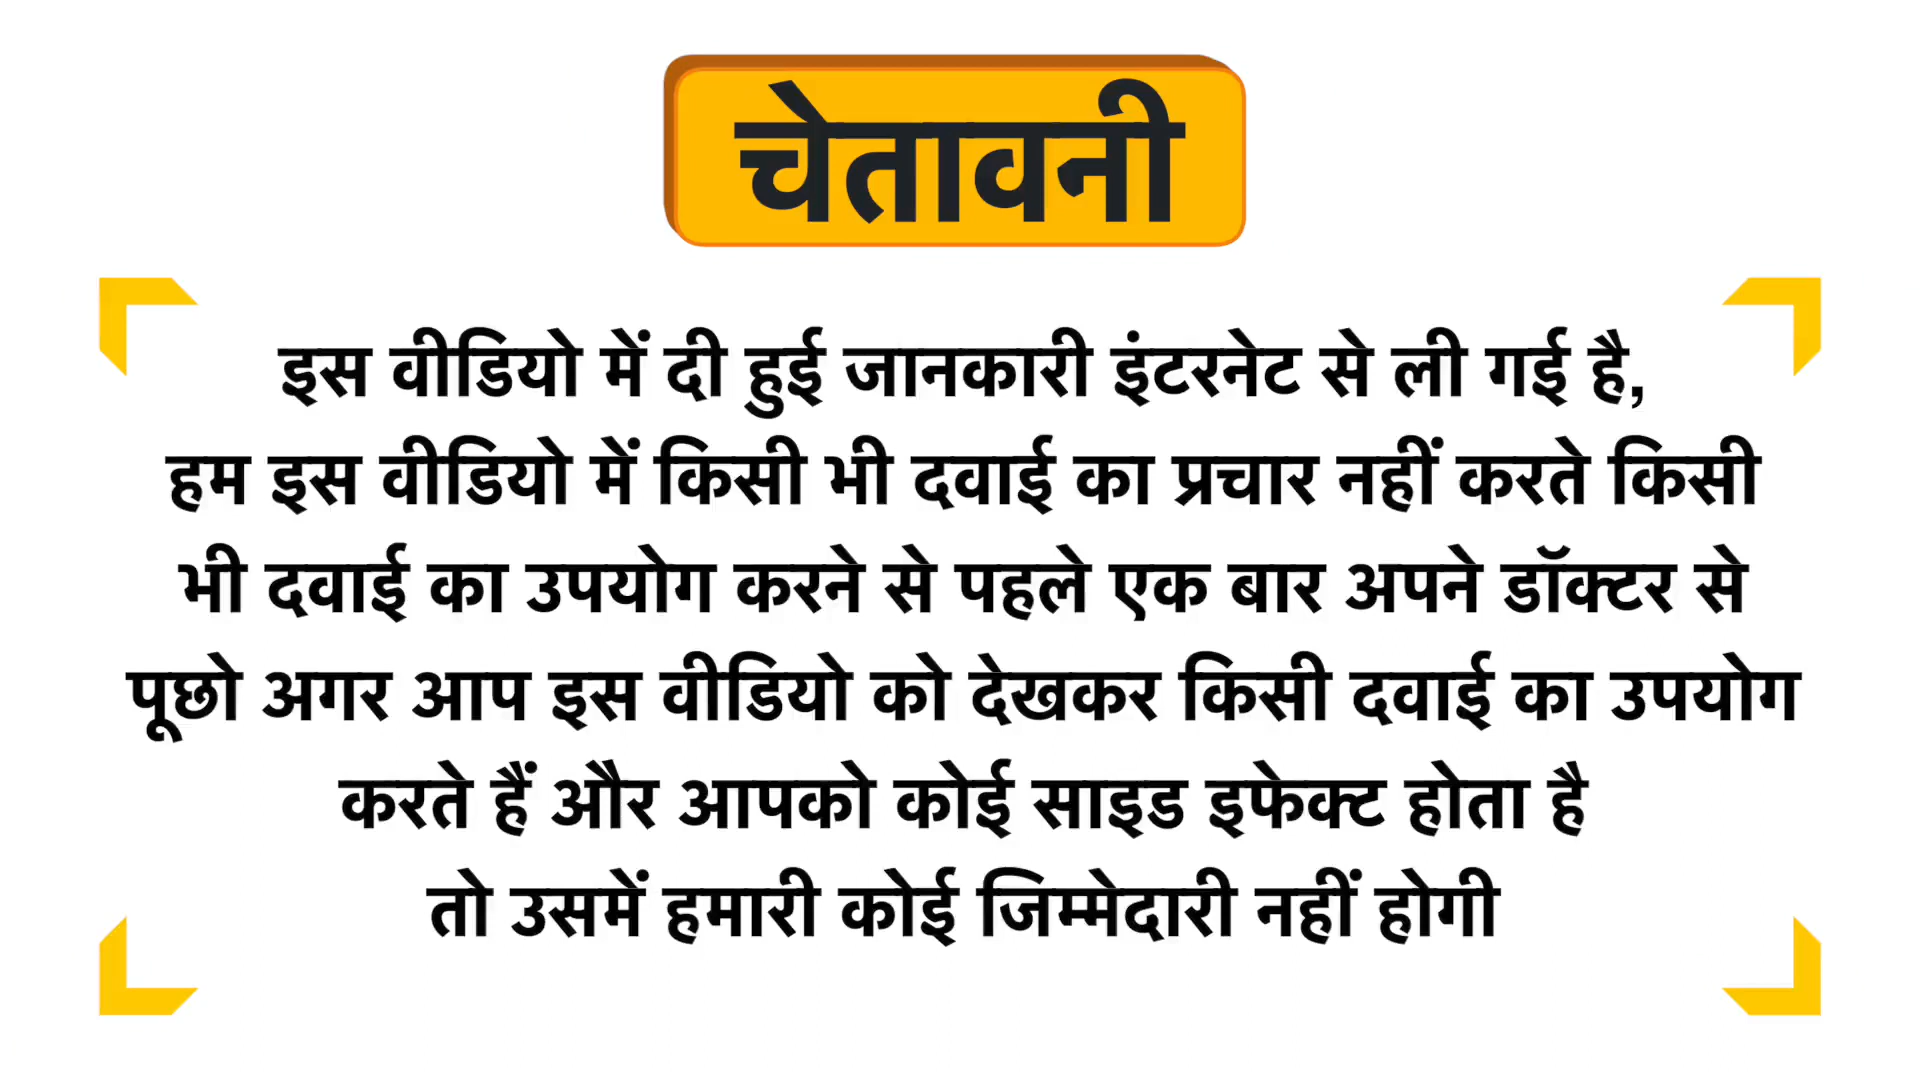 चेतावनी
इस वीडियो में दी हुई जानकारी इंटरनेट से ली गई है,
हम इस वीडियो में किसी भी दवाई का प्रचार नहीं करते किसी
भी दवाई का उपयोग करने से पहले एक बार अपने डॉक्टर से
पूछो अगर आप इस वीडियो को देखकर किसी दवाई का उपयोग
करते हैं और आपको कोई साइड इफेक्ट होता है
तो उसमें हमारी कोई जिम्मेदारी नहीं होगी